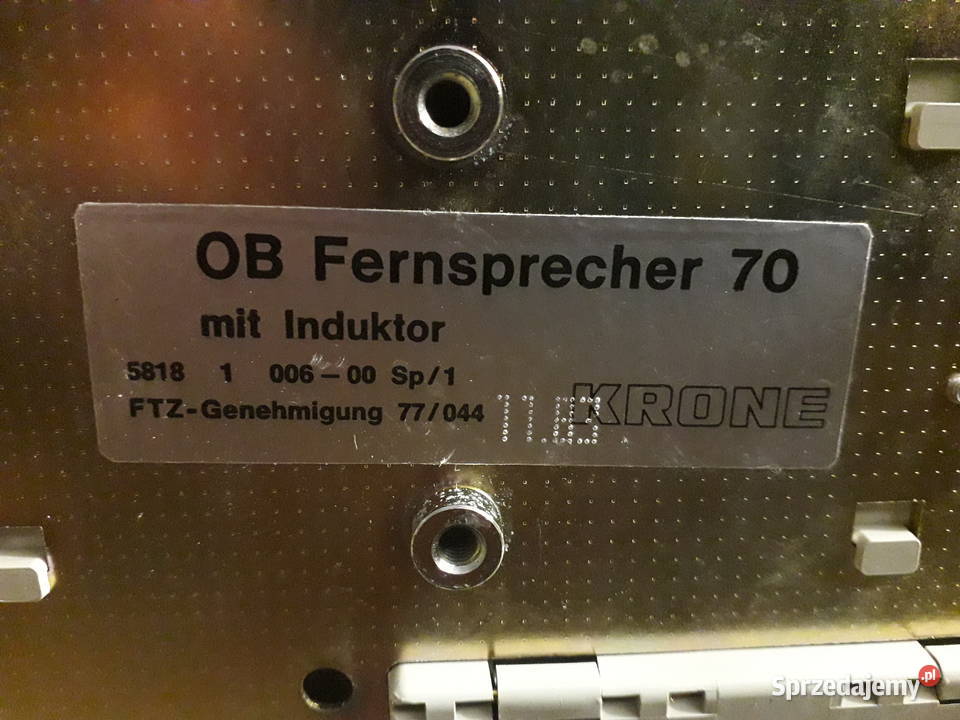 OB Fernsprecher 70
mit Induktor
5818 1 006-00 Sp/1
FTZ-Genehmigung 77/044
KRONE
Sprzedajemy.pl